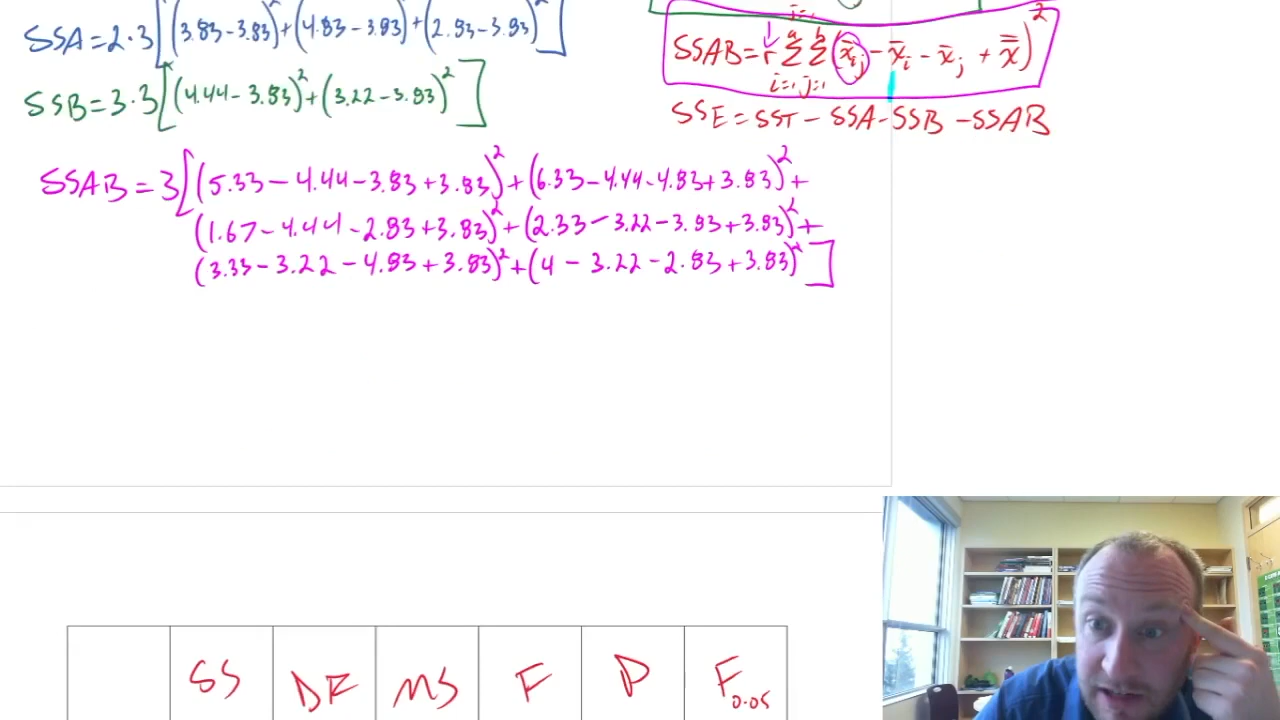 SSA = 2·3[(3.83-3.83)²+(4.83-3.83)²+(2.83-3.83)²]
SSB = 3·3[(4.44-3.83)²+(3.22-3.83)²]
SSAB = 3[(5.33-4.44-3.83+3.83)²+(6.33-4.44-4.83+3.83)²+
(1.67-4.44-2.83+3.83)²+(2.33-3.22-3.83+3.83)²+
(3.33-3.22-4.83+3.83)²+(4-3.22-2.83+3.83)²]
SSAB = r Σᵃᵢ₌₁ Σᵇⱼ₌₁ (x̄ᵢⱼ - x̄ᵢ - x̄ⱼ + x̿)²
SSE = SST - SSA - SSB - SSAB
SS DF MS F P F0.05